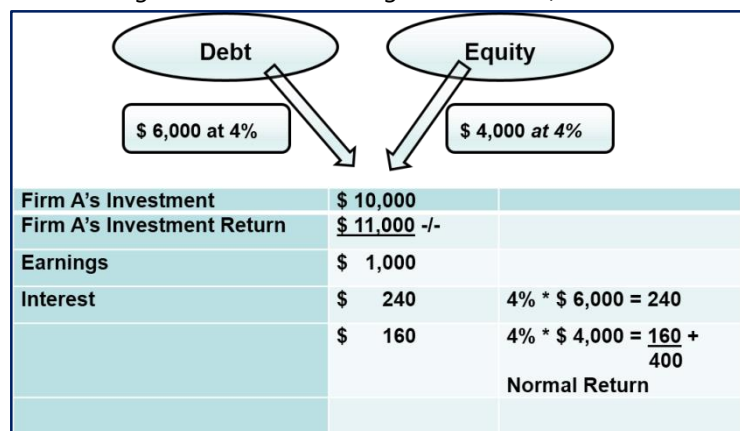 Debt
Equity
$ 6,000 at 4%
$ 4,000 at 4%
Firm A's Investment $ 10,000
Firm A's Investment Return $ 11,000 -/-
Earnings $ 1,000
Interest $ 240 4% * $ 6,000 = 240
$ 160 4% * $ 4,000 = 160 +
400
Normal Return